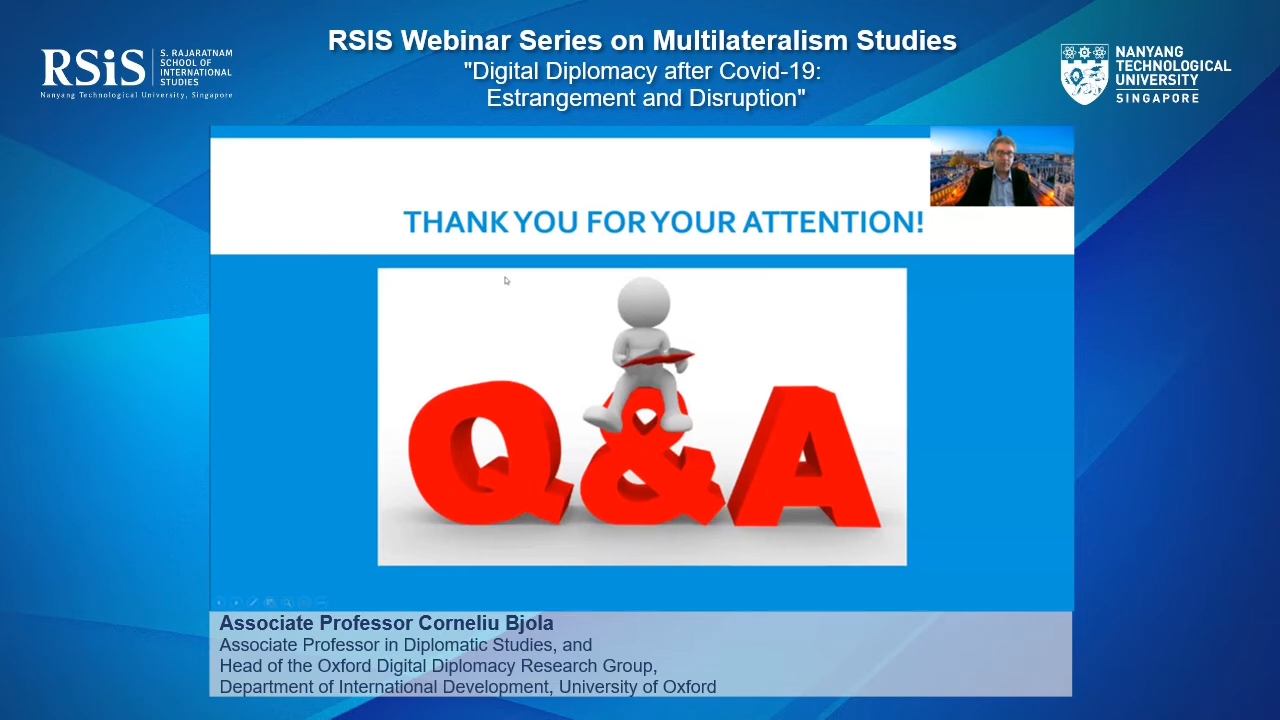 RSiS
S. RAJARATNAM
SCHOOL OF
INTERNATIONAL
STUDIES
Nanyang Technological University, Singapore
RSIS Webinar Series on Multilateralism Studies
"Digital Diplomacy after Covid-19:
Estrangement and Disruption"
NANYANG
TECHNOLOGICAL
UNIVERSITY
SINGAPORE
THANK YOU FOR YOUR ATTENTION!
Q&A
Associate Professor Corneliu Bjola
Associate Professor in Diplomatic Studies, and
Head of the Oxford Digital Diplomacy Research Group,
Department of International Development, University of Oxford